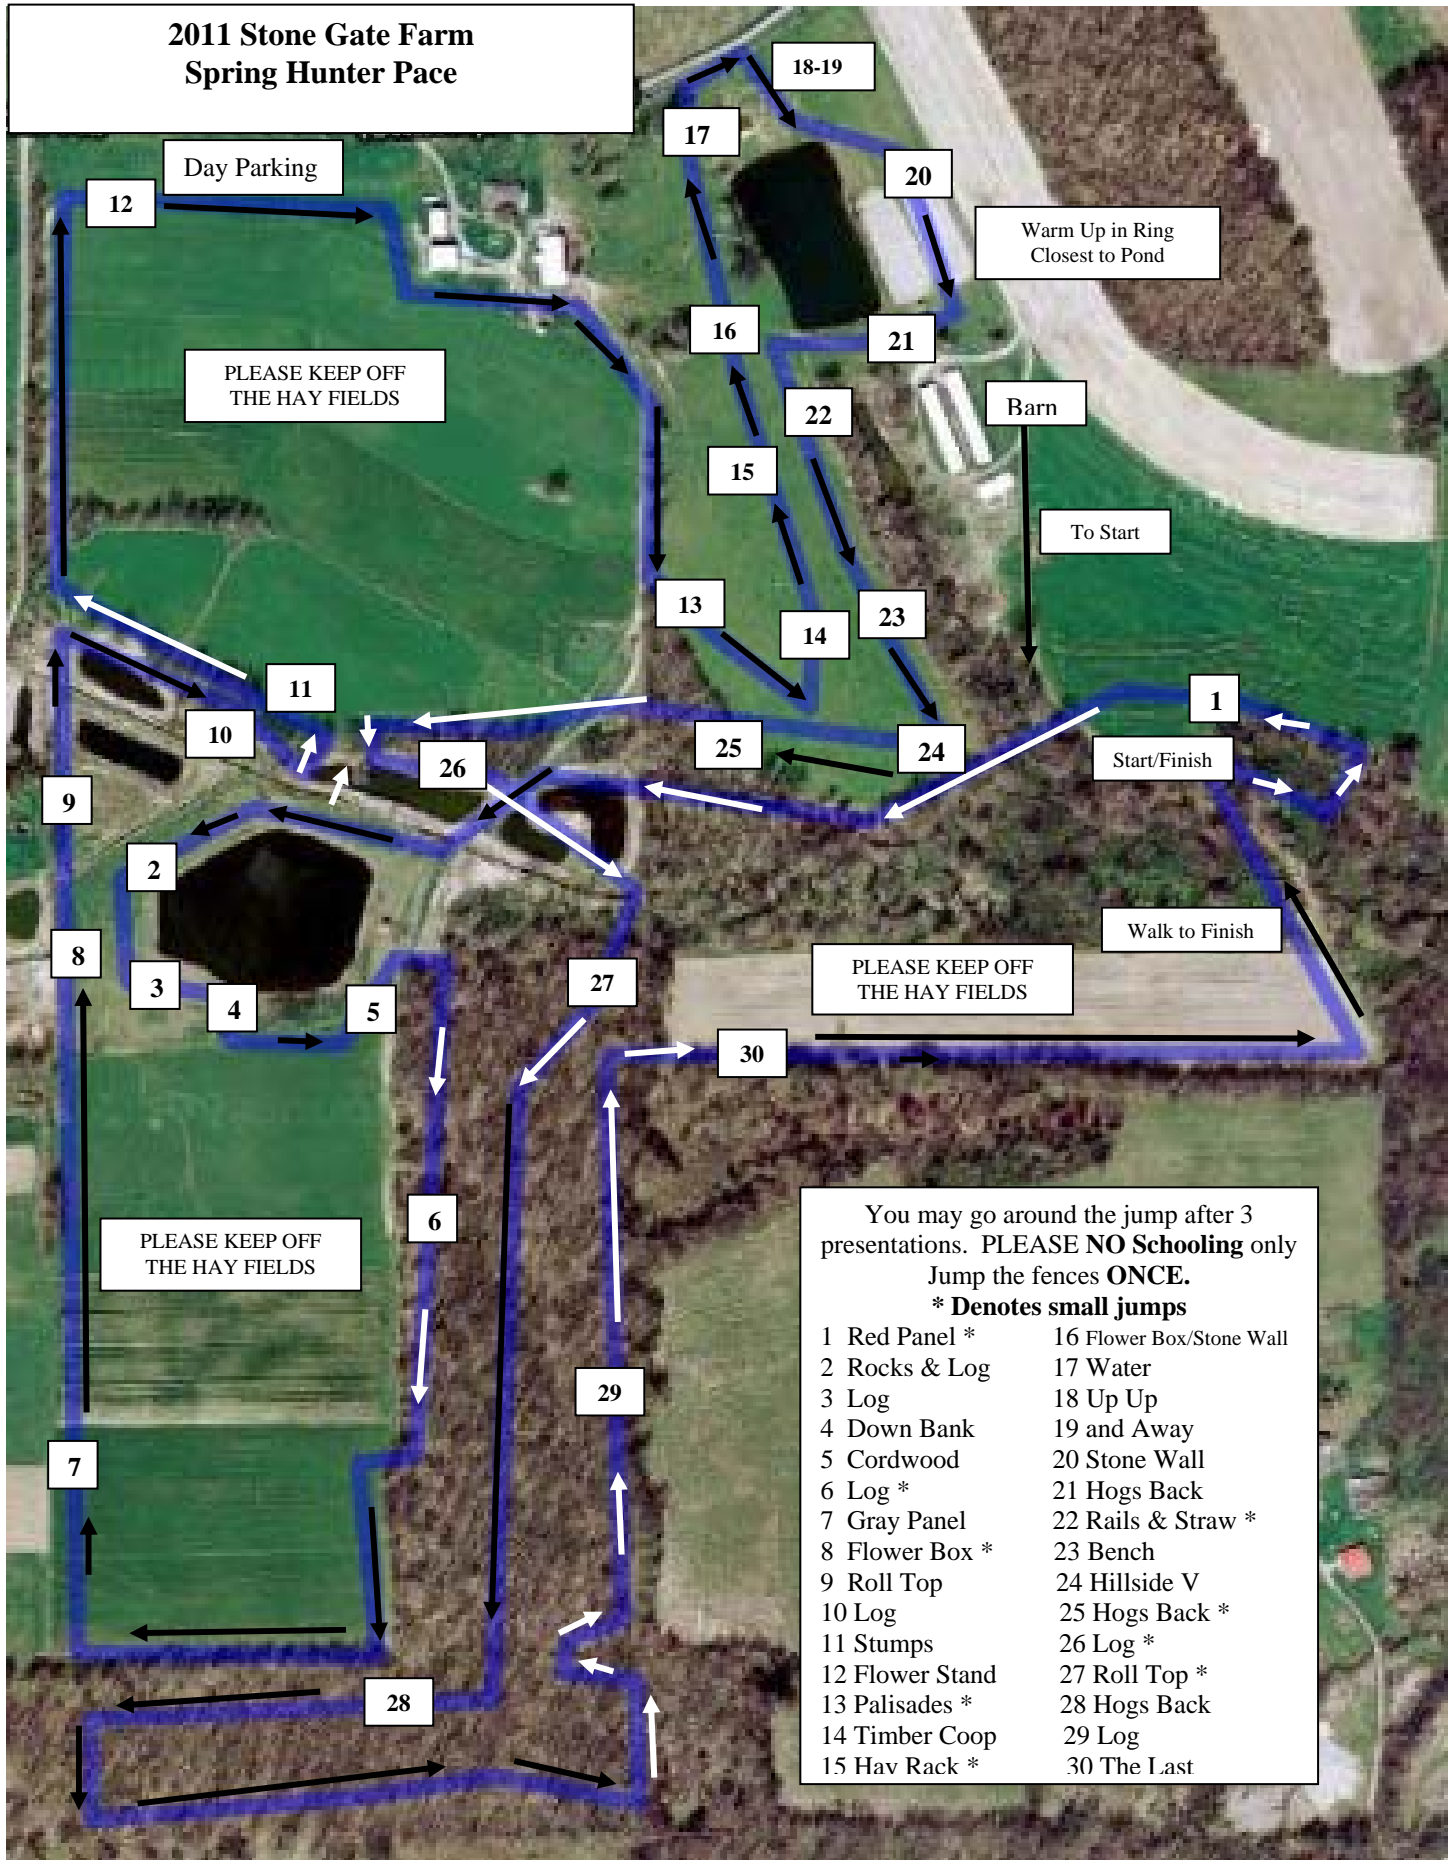 2011 Stone Gate Farm
Spring Hunter Pace
18-19
17
Day Parking
12
20
Warm Up in Ring
Closest to Pond
16
21
PLEASE KEEP OFF
THE HAY FIELDS
22
Barn
15
To Start
13
14
23
11
1
10
25
24
26
Start/Finish
9
2
8
3
4
5
27
PLEASE KEEP OFF
THE HAY FIELDS
Walk to Finish
30
6
PLEASE KEEP OFF
THE HAY FIELDS
29
7
28
You may go around the jump after 3
presentations. PLEASE NO Schooling only
Jump the fences ONCE.
* Denotes small jumps
1 Red Panel *
2 Rocks & Log
3 Log
4 Down Bank
5 Cordwood
6 Log *
7 Gray Panel
8 Flower Box *
9 Roll Top
10 Log
11 Stumps
12 Flower Stand
13 Palisades *
14 Timber Coop
15 Hay Rack *
16 Flower Box/Stone Wall
17 Water
18 Up Up
19 and Away
20 Stone Wall
21 Hogs Back
22 Rails & Straw *
23 Bench
24 Hillside V
25 Hogs Back *
26 Log *
27 Roll Top *
28 Hogs Back
29 Log
30 The Last